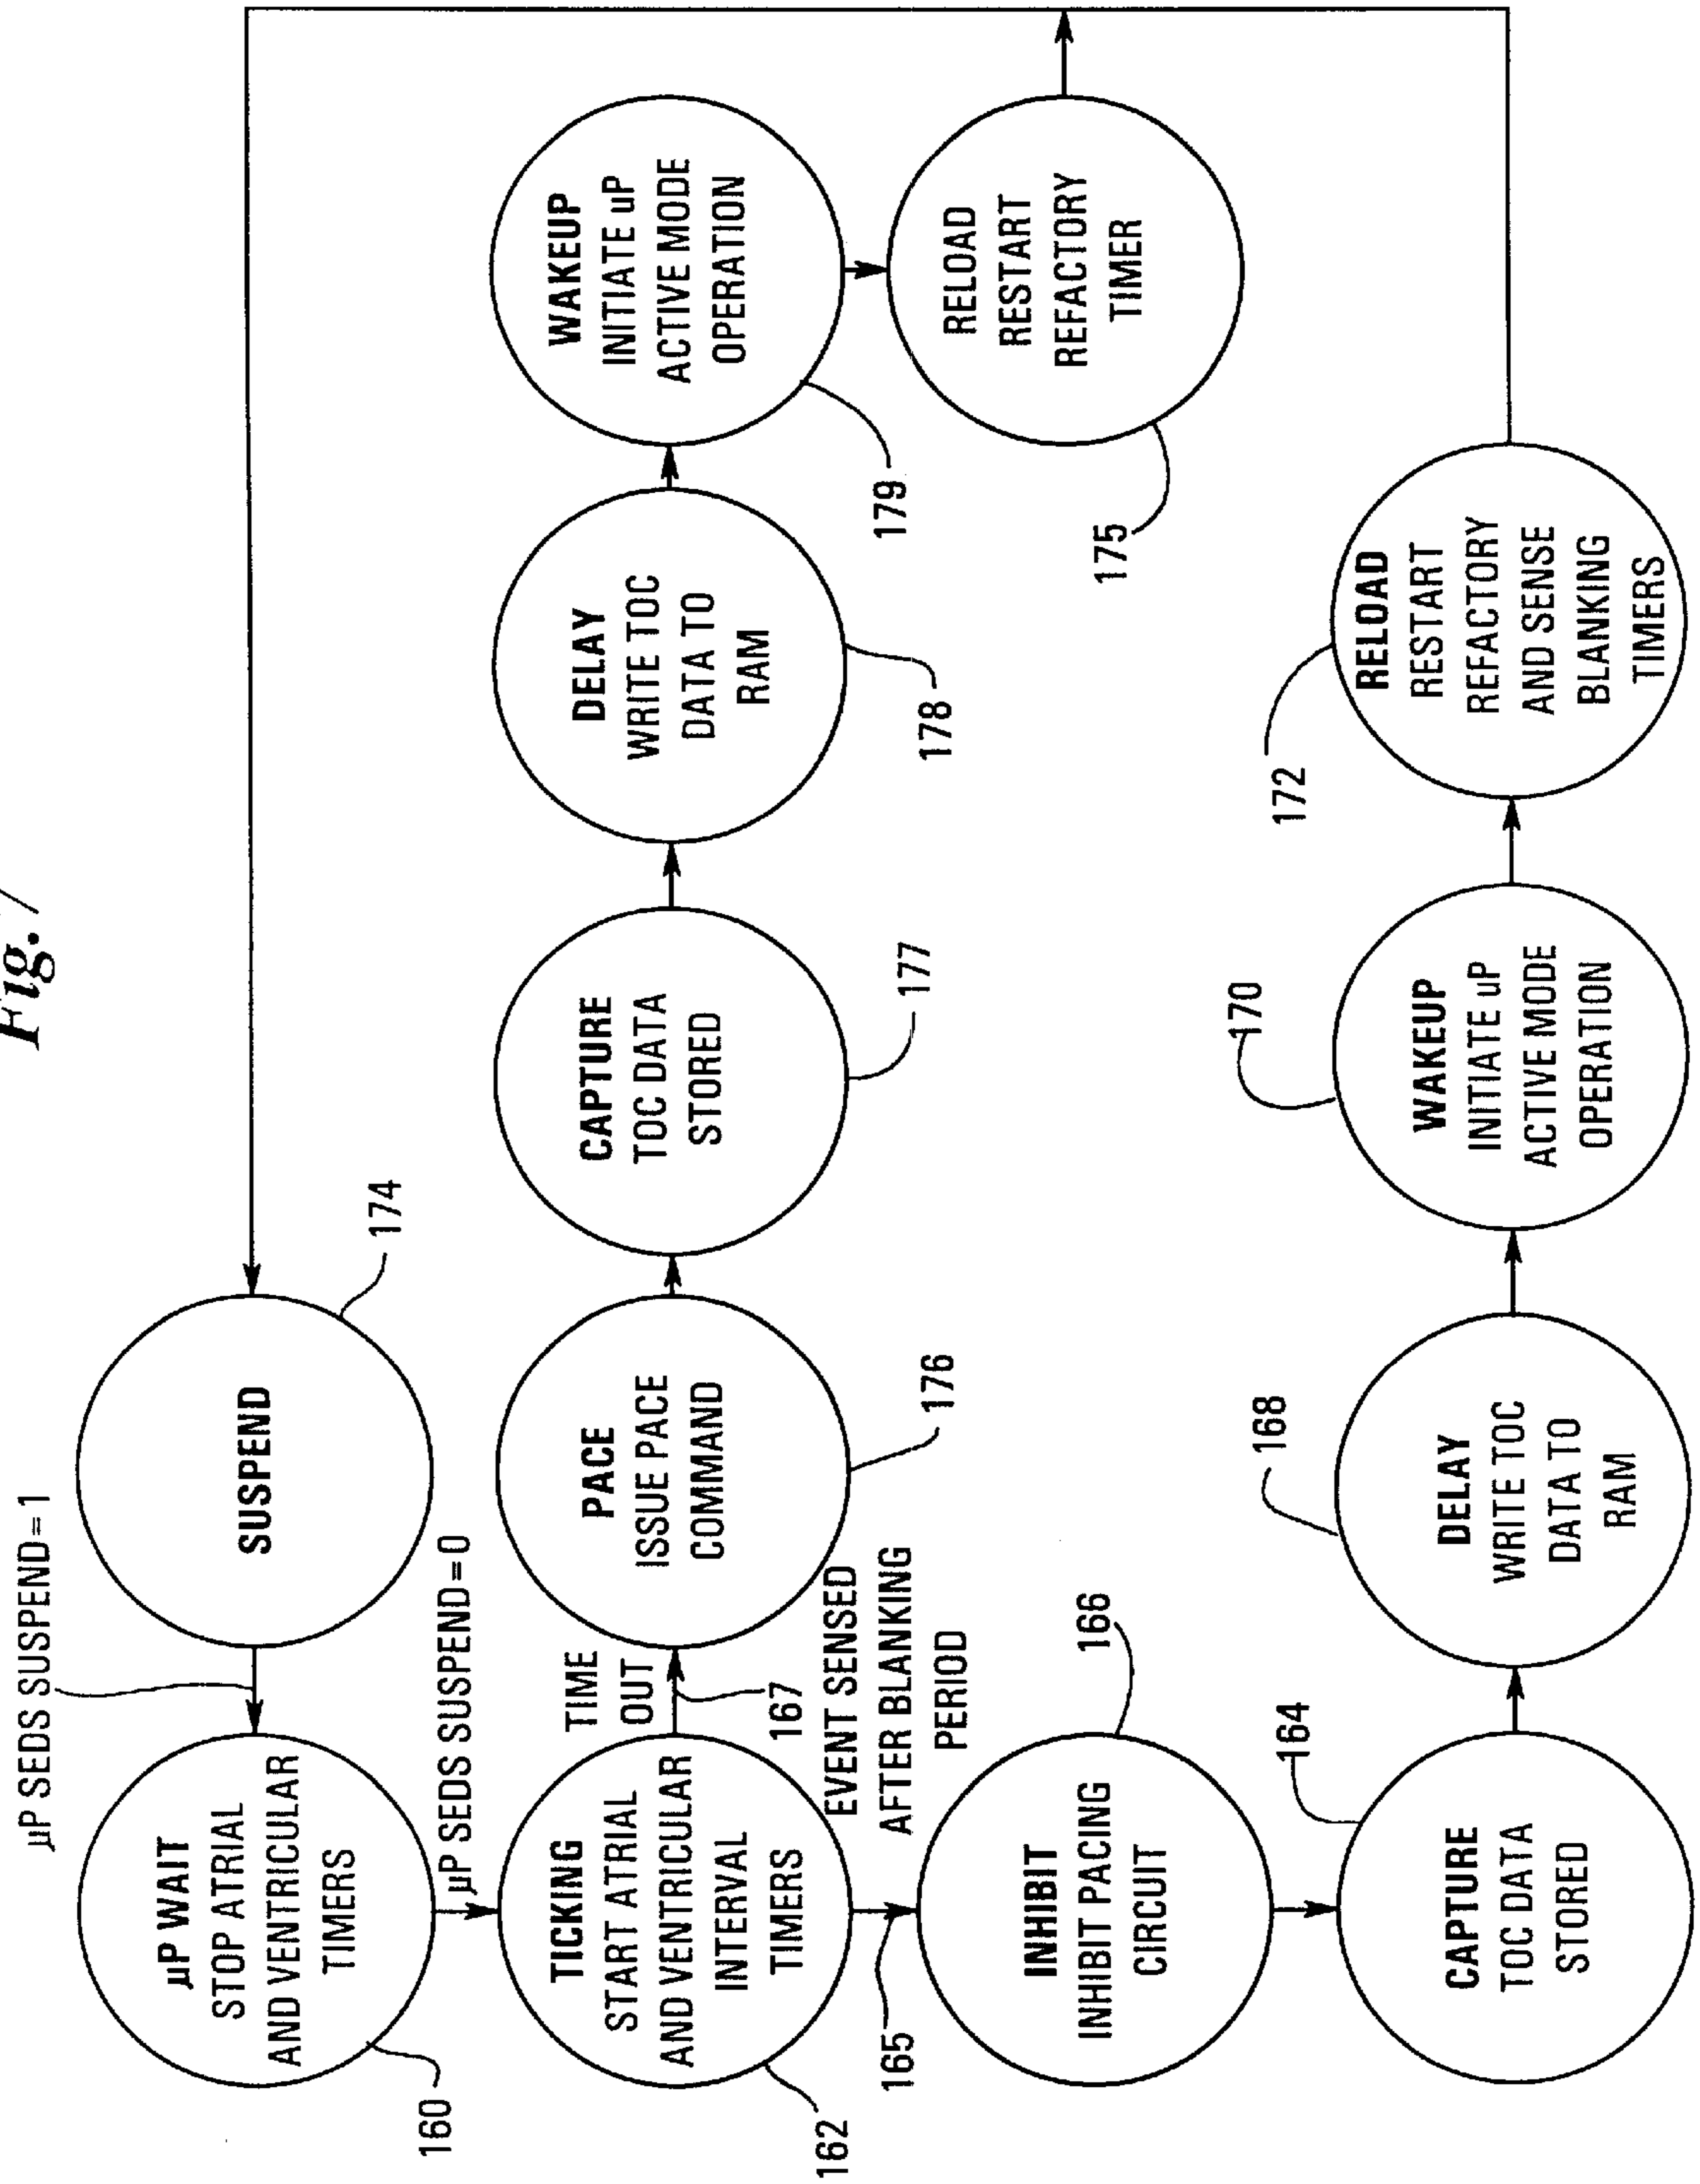 Fig. 7
µP SEDS SUSPEND = 1
SUSPEND
174
µP WAIT
STOP ATRIAL
AND VENTRICULAR
TIMERS
160
µP SEDS SUSPEND = 0
TICKING
START ATRIAL
AND VENTRICULAR
INTERVAL
TIMERS
162
TIME
OUT
167
PACE
ISSUE PACE
COMMAND
176
CAPTURE
TOC DATA
STORED
177
DELAY
WRITE TOC
DATA TO
RAM
178
WAKEUP
INITIATE uP
ACTIVE MODE
OPERATION
179
RELOAD
RESTART
REFACTORY
TIMER
175
EVENT SENSED
AFTER BLANKING
PERIOD
165
INHIBIT
INHIBIT PACING
CIRCUIT
166
CAPTURE
TOC DATA
STORED
164
DELAY
WRITE TOC
DATA TO
RAM
168
WAKEUP
INITIATE uP
ACTIVE MODE
OPERATION
170
RELOAD
RESTART
REFACTORY
AND SENSE
BLANKING
TIMERS
172